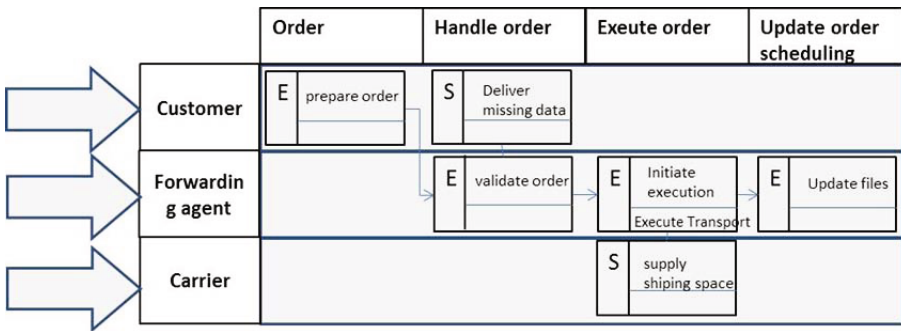 Order
Handle order
Exeute order
Update order
scheduling
Customer
E
prepare order
S
Deliver
missing data
Forwardin
g agent
E
validate order
E
Initiate
execution
Execute Transport
E
Update files
Carrier
S
supply
shiping space